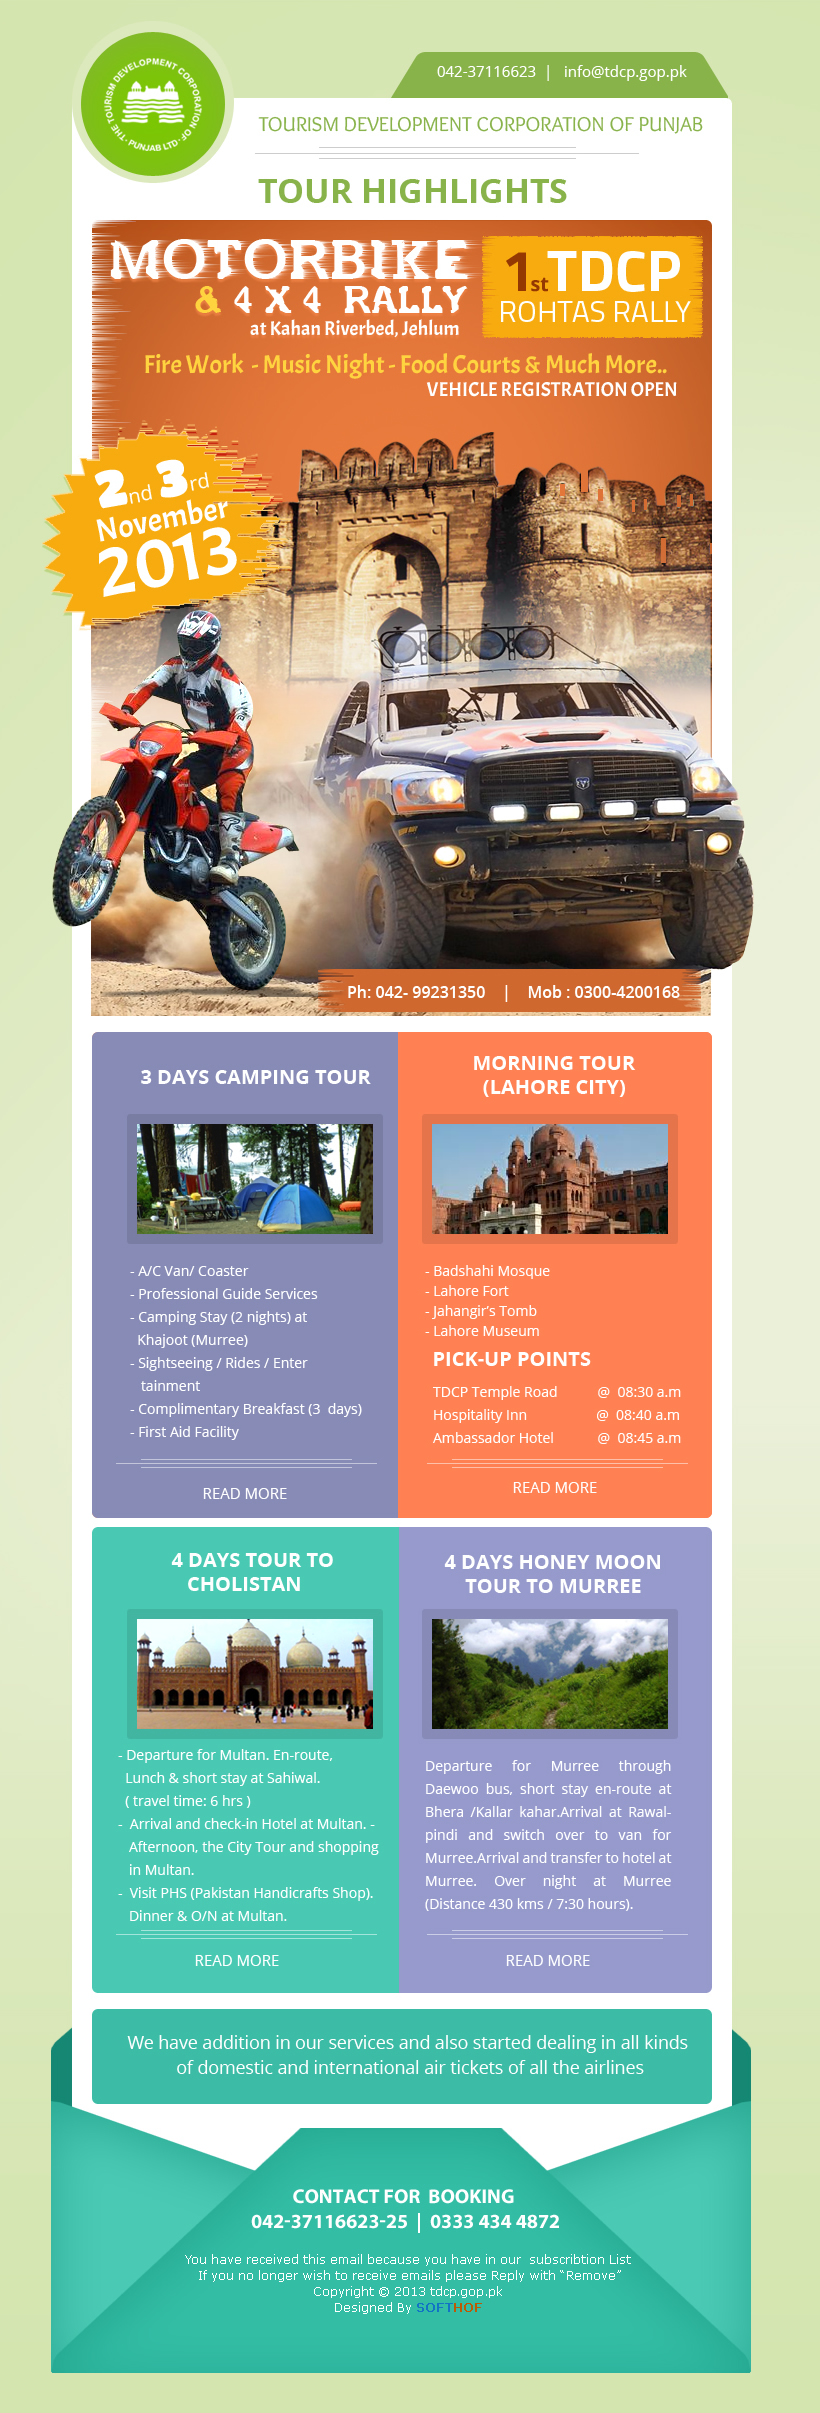 042-37116623 | info@tdcp.gop.pk
THE TOURISM DEVELOPMENT CORPORATION OF PUNJAB LTD
TOURISM DEVELOPMENT CORPORATION OF PUNJAB
TOUR HIGHLIGHTS
MOTORBIKE
& 4 X 4 RALLY
at Kahan Riverbed, Jehlum
1st TDCP
ROHTAS RALLY
Fire Work - Music Night - Food Courts & Much More..
VEHICLE REGISTRATION OPEN
2nd 3rd
November
2013
Ph: 042- 99231350 | Mob : 0300-4200168
3 DAYS CAMPING TOUR
- A/C Van/ Coaster
- Professional Guide Services
- Camping Stay (2 nights) at
Khajoot (Murree)
- Sightseeing / Rides / Enter
tainment
- Complimentary Breakfast (3 days)
- First Aid Facility
READ MORE
MORNING TOUR
(LAHORE CITY)
- Badshahi Mosque
- Lahore Fort
- Jahangir's Tomb
- Lahore Museum
PICK-UP POINTS
TDCP Temple Road @ 08:30 a.m
Hospitality Inn @ 08:40 a.m
Ambassador Hotel @ 08:45 a.m
READ MORE
4 DAYS TOUR TO
CHOLISTAN
- Departure for Multan. En-route,
Lunch & short stay at Sahiwal.
( travel time: 6 hrs )
- Arrival and check-in Hotel at Multan. -
Afternoon, the City Tour and shopping
in Multan.
- Visit PHS (Pakistan Handicrafts Shop).
Dinner & O/N at Multan.
READ MORE
4 DAYS HONEY MOON
TOUR TO MURREE
Departure for Murree through
Daewoo bus, short stay en-route at
Bhera /Kallar kahar.Arrival at Rawal-
pindi and switch over to van for
Murree.Arrival and transfer to hotel at
Murree. Over night at Murree
(Distance 430 kms / 7:30 hours).
READ MORE
We have addition in our services and also started dealing in all kinds
of domestic and international air tickets of all the airlines
CONTACT FOR BOOKING
042-37116623-25 | 0333 434 4872
You have received this email because you have in our subscribtion List
If you no longer wish to receive emails please Reply with "Remove"
Copyright © 2013 tdcp.gop.pk
Designed By SOFTHOF